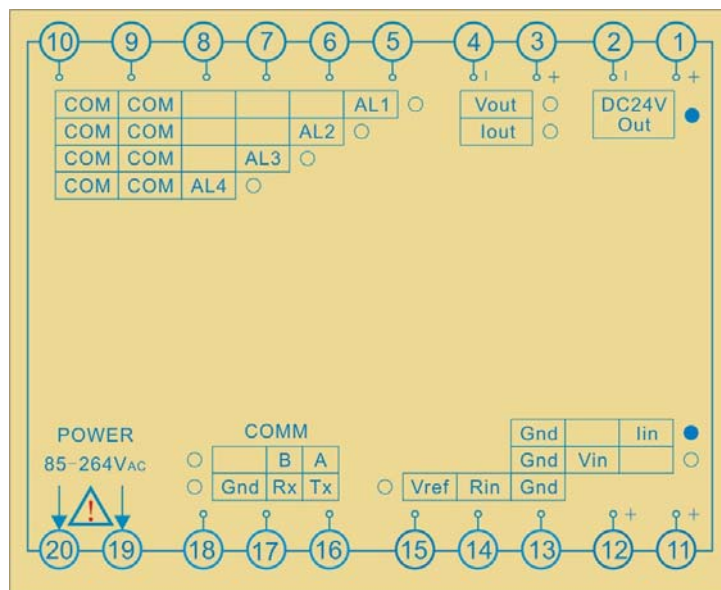 10 9 8 7 6 5 4 3 2 1
- + - +
COM COM AL1 Vout DC24V
Out
COM COM AL2 Iout
COM COM AL3
COM COM AL4
POWER COMM Gnd Iin
85-264VAC B A Gnd Vin
Gnd Rx Tx Vref Rin Gnd
!
+ +
20 19 18 17 16 15 14 13 12 11